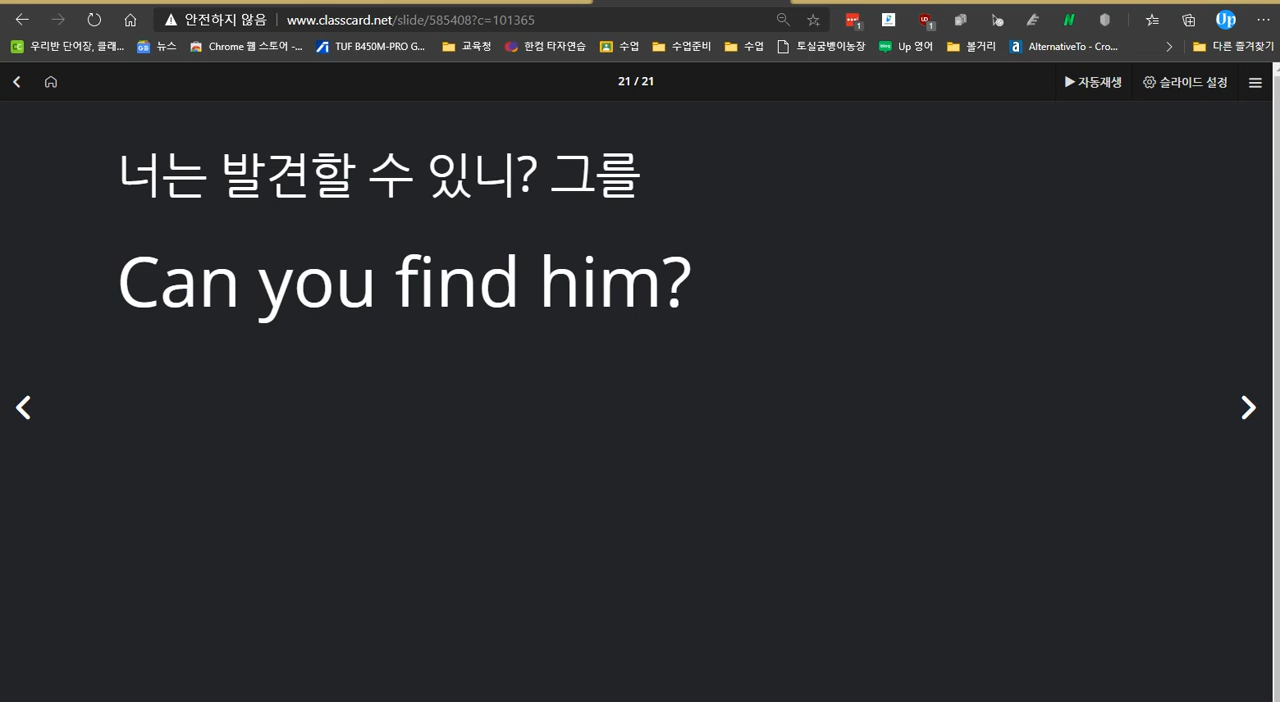 안전하지 않음 www.classcard.net/slide/585408?c=101365
우리반 단어장, 클래... 뉴스 Chrome 웹 스토어 -... TUF B450M-PRO G... 교육정 한컴 타자연습 수업 수업준비 수업 토실굼벵이농장 Up 영어 볼거리 AlternativeTo - Cro... 다른 즐겨찾기
21 / 21 자동재생 슬라이드 설정
너는 발견할 수 있니? 그를
Can you find him?